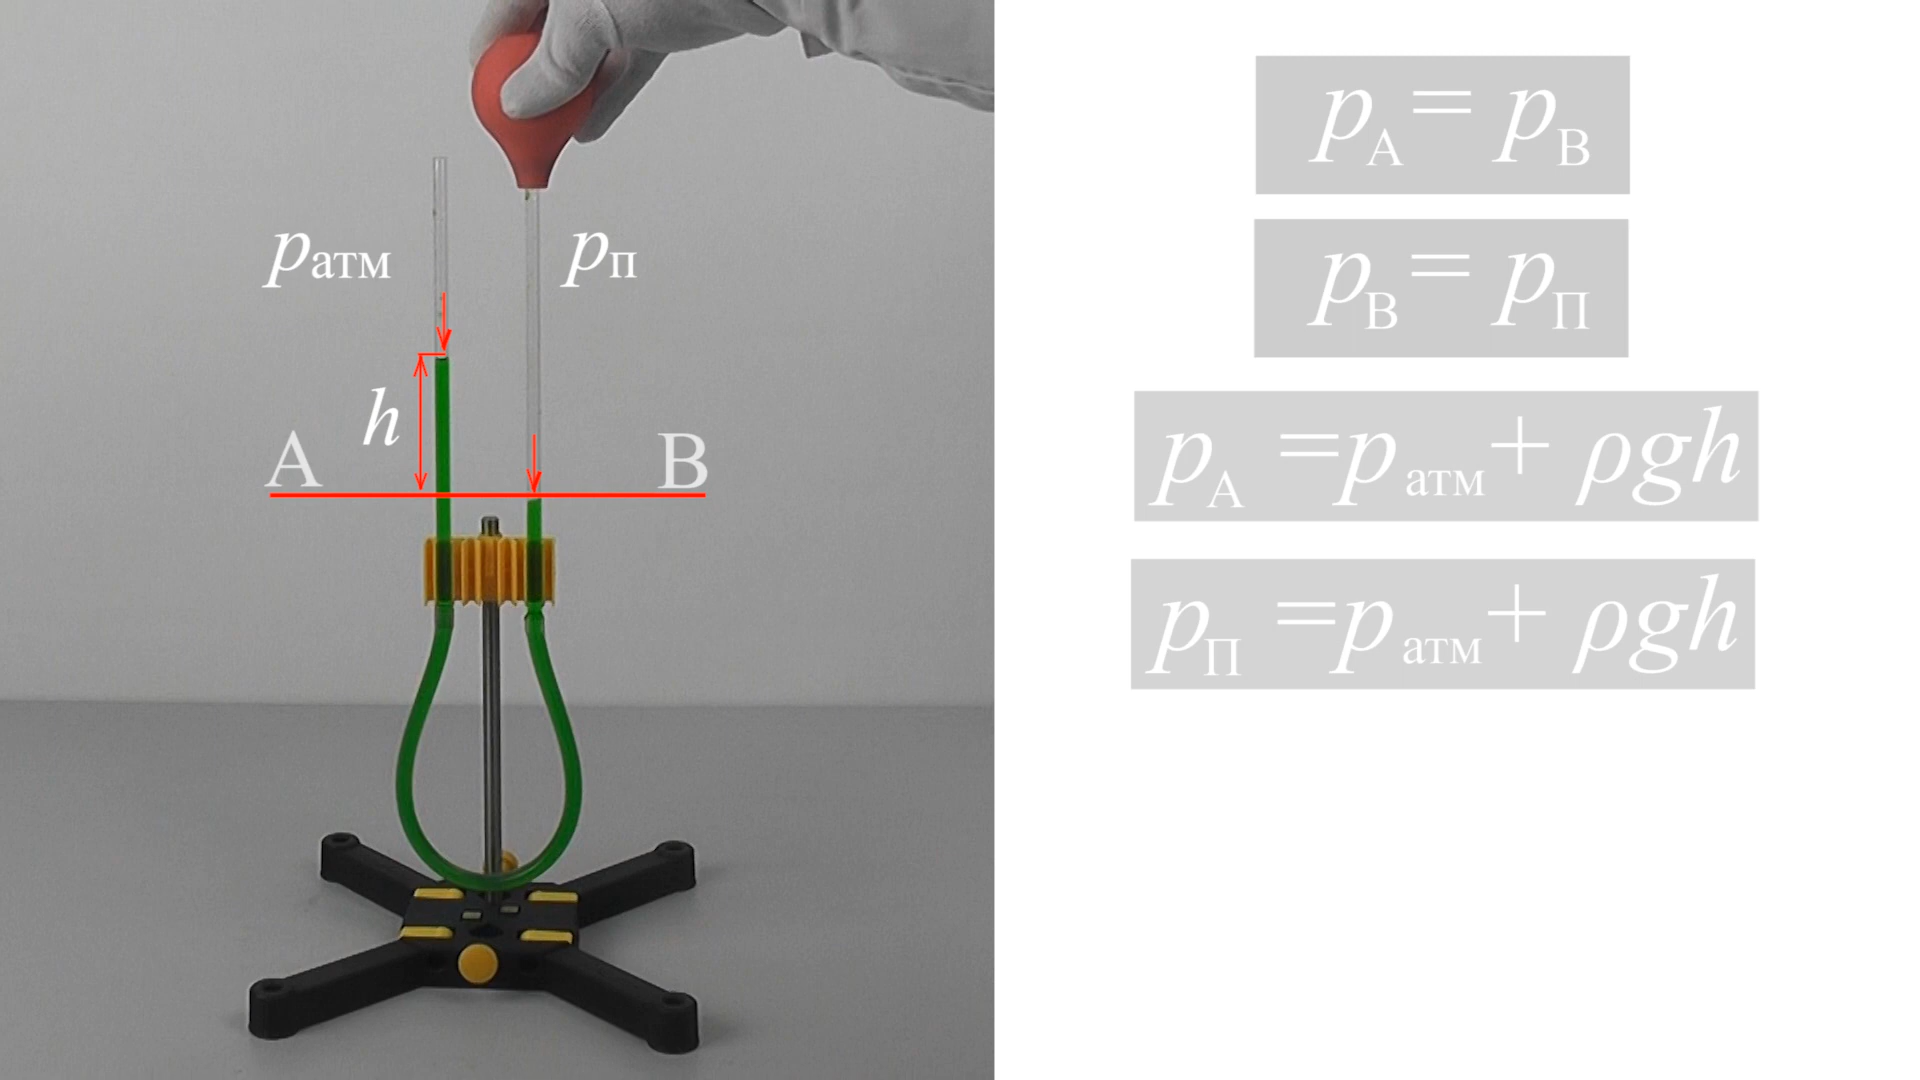 pатм
pп
h
A
B
pA = pB
pB = pП
pA = pатм + ρgh
pП = pатм + ρgh